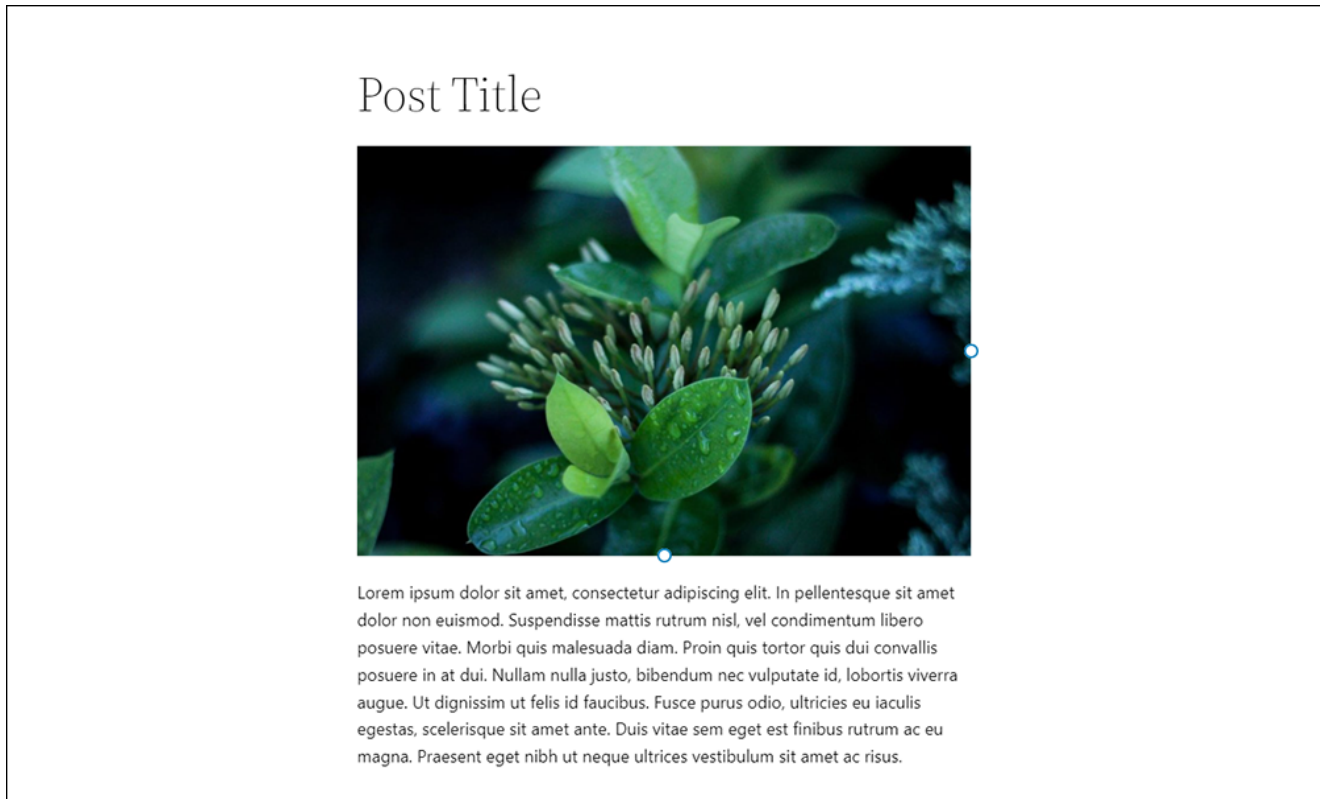 Post Title
Lorem ipsum dolor sit amet, consectetur adipiscing elit. In pellentesque sit amet
dolor non euismod. Suspendisse mattis rutrum nisl, vel condimentum libero
posuere vitae. Morbi quis malesuada diam. Proin quis tortor quis dui convallis
posuere in at dui. Nullam nulla justo, bibendum nec vulputate id, lobortis viverra
augue. Ut dignissim ut felis id faucibus. Fusce purus odio, ultricies eu iaculis
egestas, scelerisque sit amet ante. Duis vitae sem eget est finibus rutrum ac eu
magna. Praesent eget nibh ut neque ultrices vestibulum sit amet ac risus.